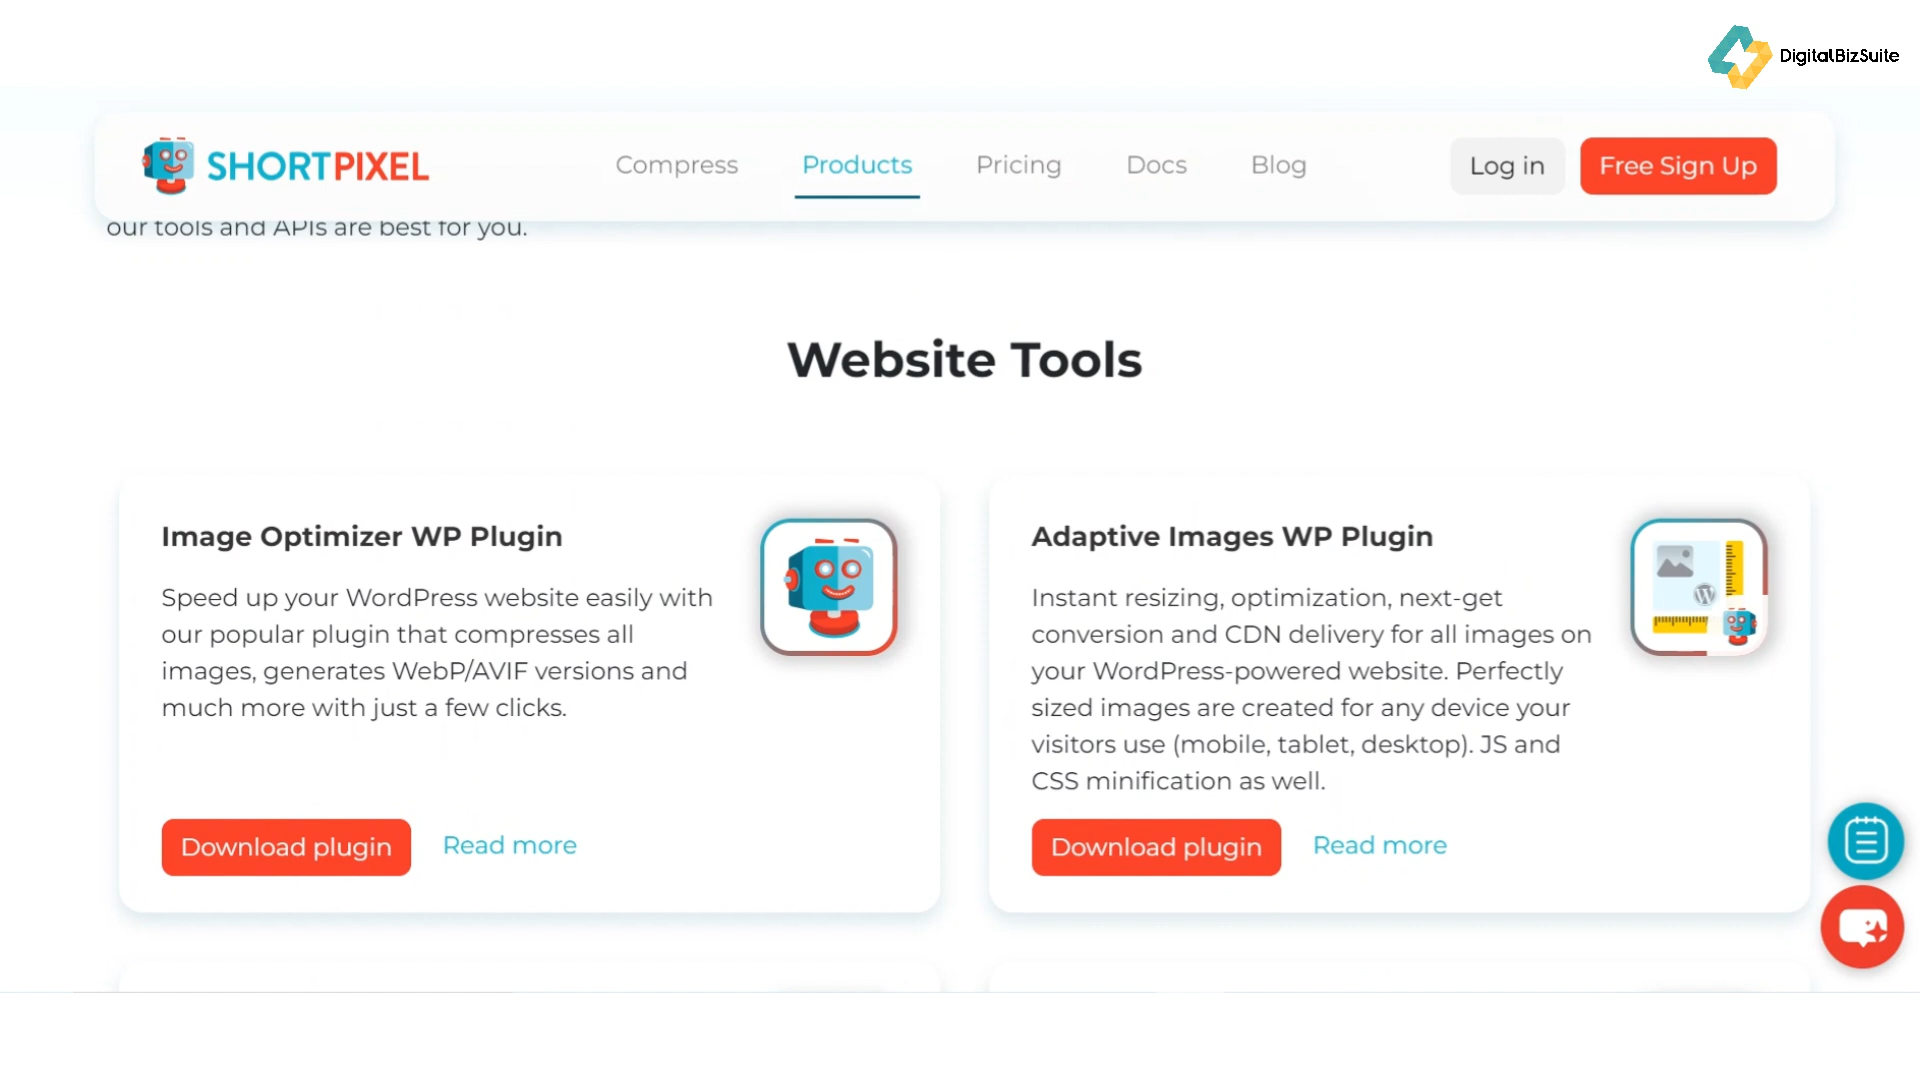 DigitalBizSuite
SHORTPIXEL
Compress
Products
Pricing
Docs
Blog
Log in
Free Sign Up
our tools and APIs are best for you.
Website Tools
Image Optimizer WP Plugin
Speed up your WordPress website easily with
our popular plugin that compresses all
images, generates WebP/AVIF versions and
much more with just a few clicks.
Download plugin
Read more
Adaptive Images WP Plugin
Instant resizing, optimization, next-get
conversion and CDN delivery for all images on
your WordPress-powered website. Perfectly
sized images are created for any device your
visitors use (mobile, tablet, desktop). JS and
CSS minification as well.
Download plugin
Read more